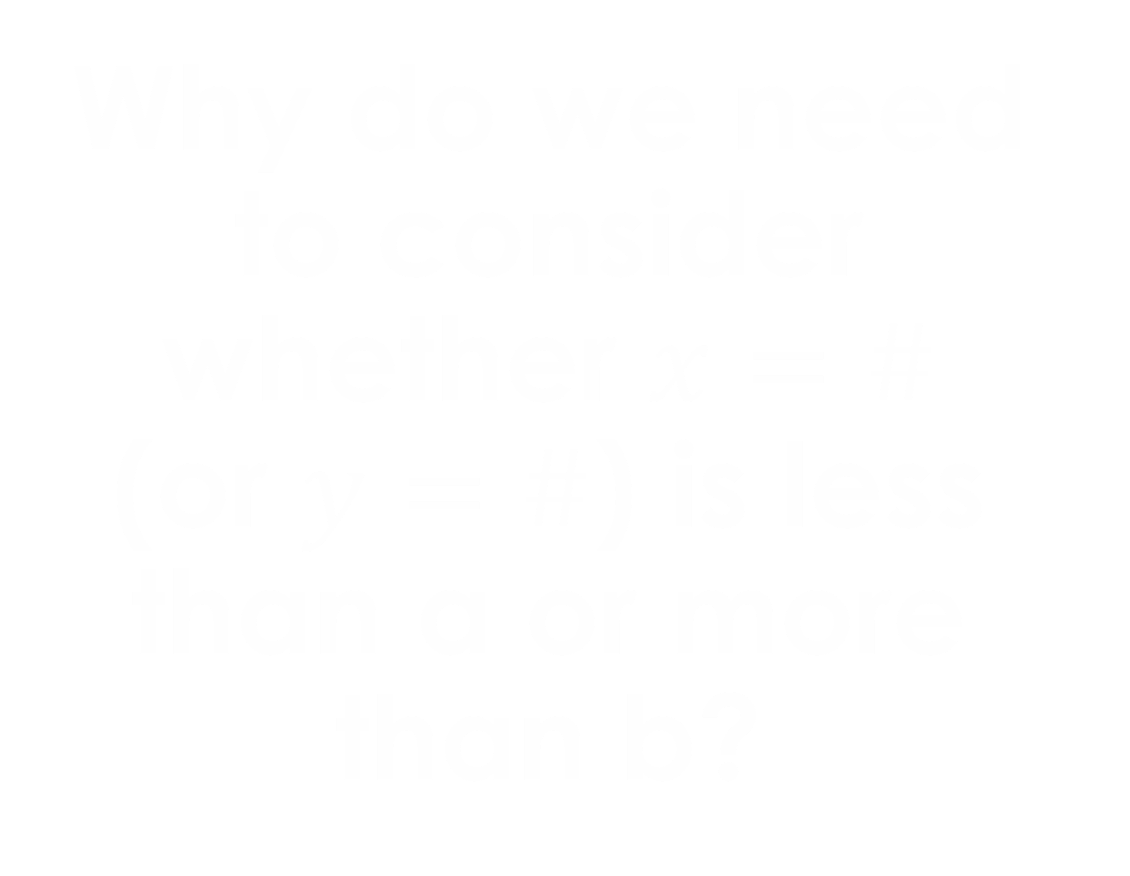 Why do we need
to consider
whether x = #
(or y = #) is less
than a or more
than b?